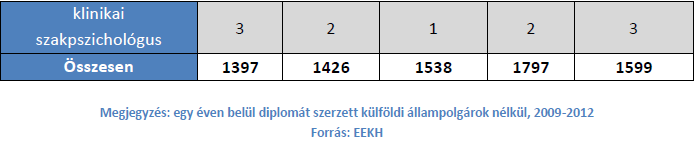 klinikai
szakpszichológus 3 2 1 2 3
Összesen 1397 1426 1538 1797 1599
Megjegyzés: egy éven belül diplomát szerzett külföldi állampolgárok nélkül, 2009-2012
Forrás: EEKH